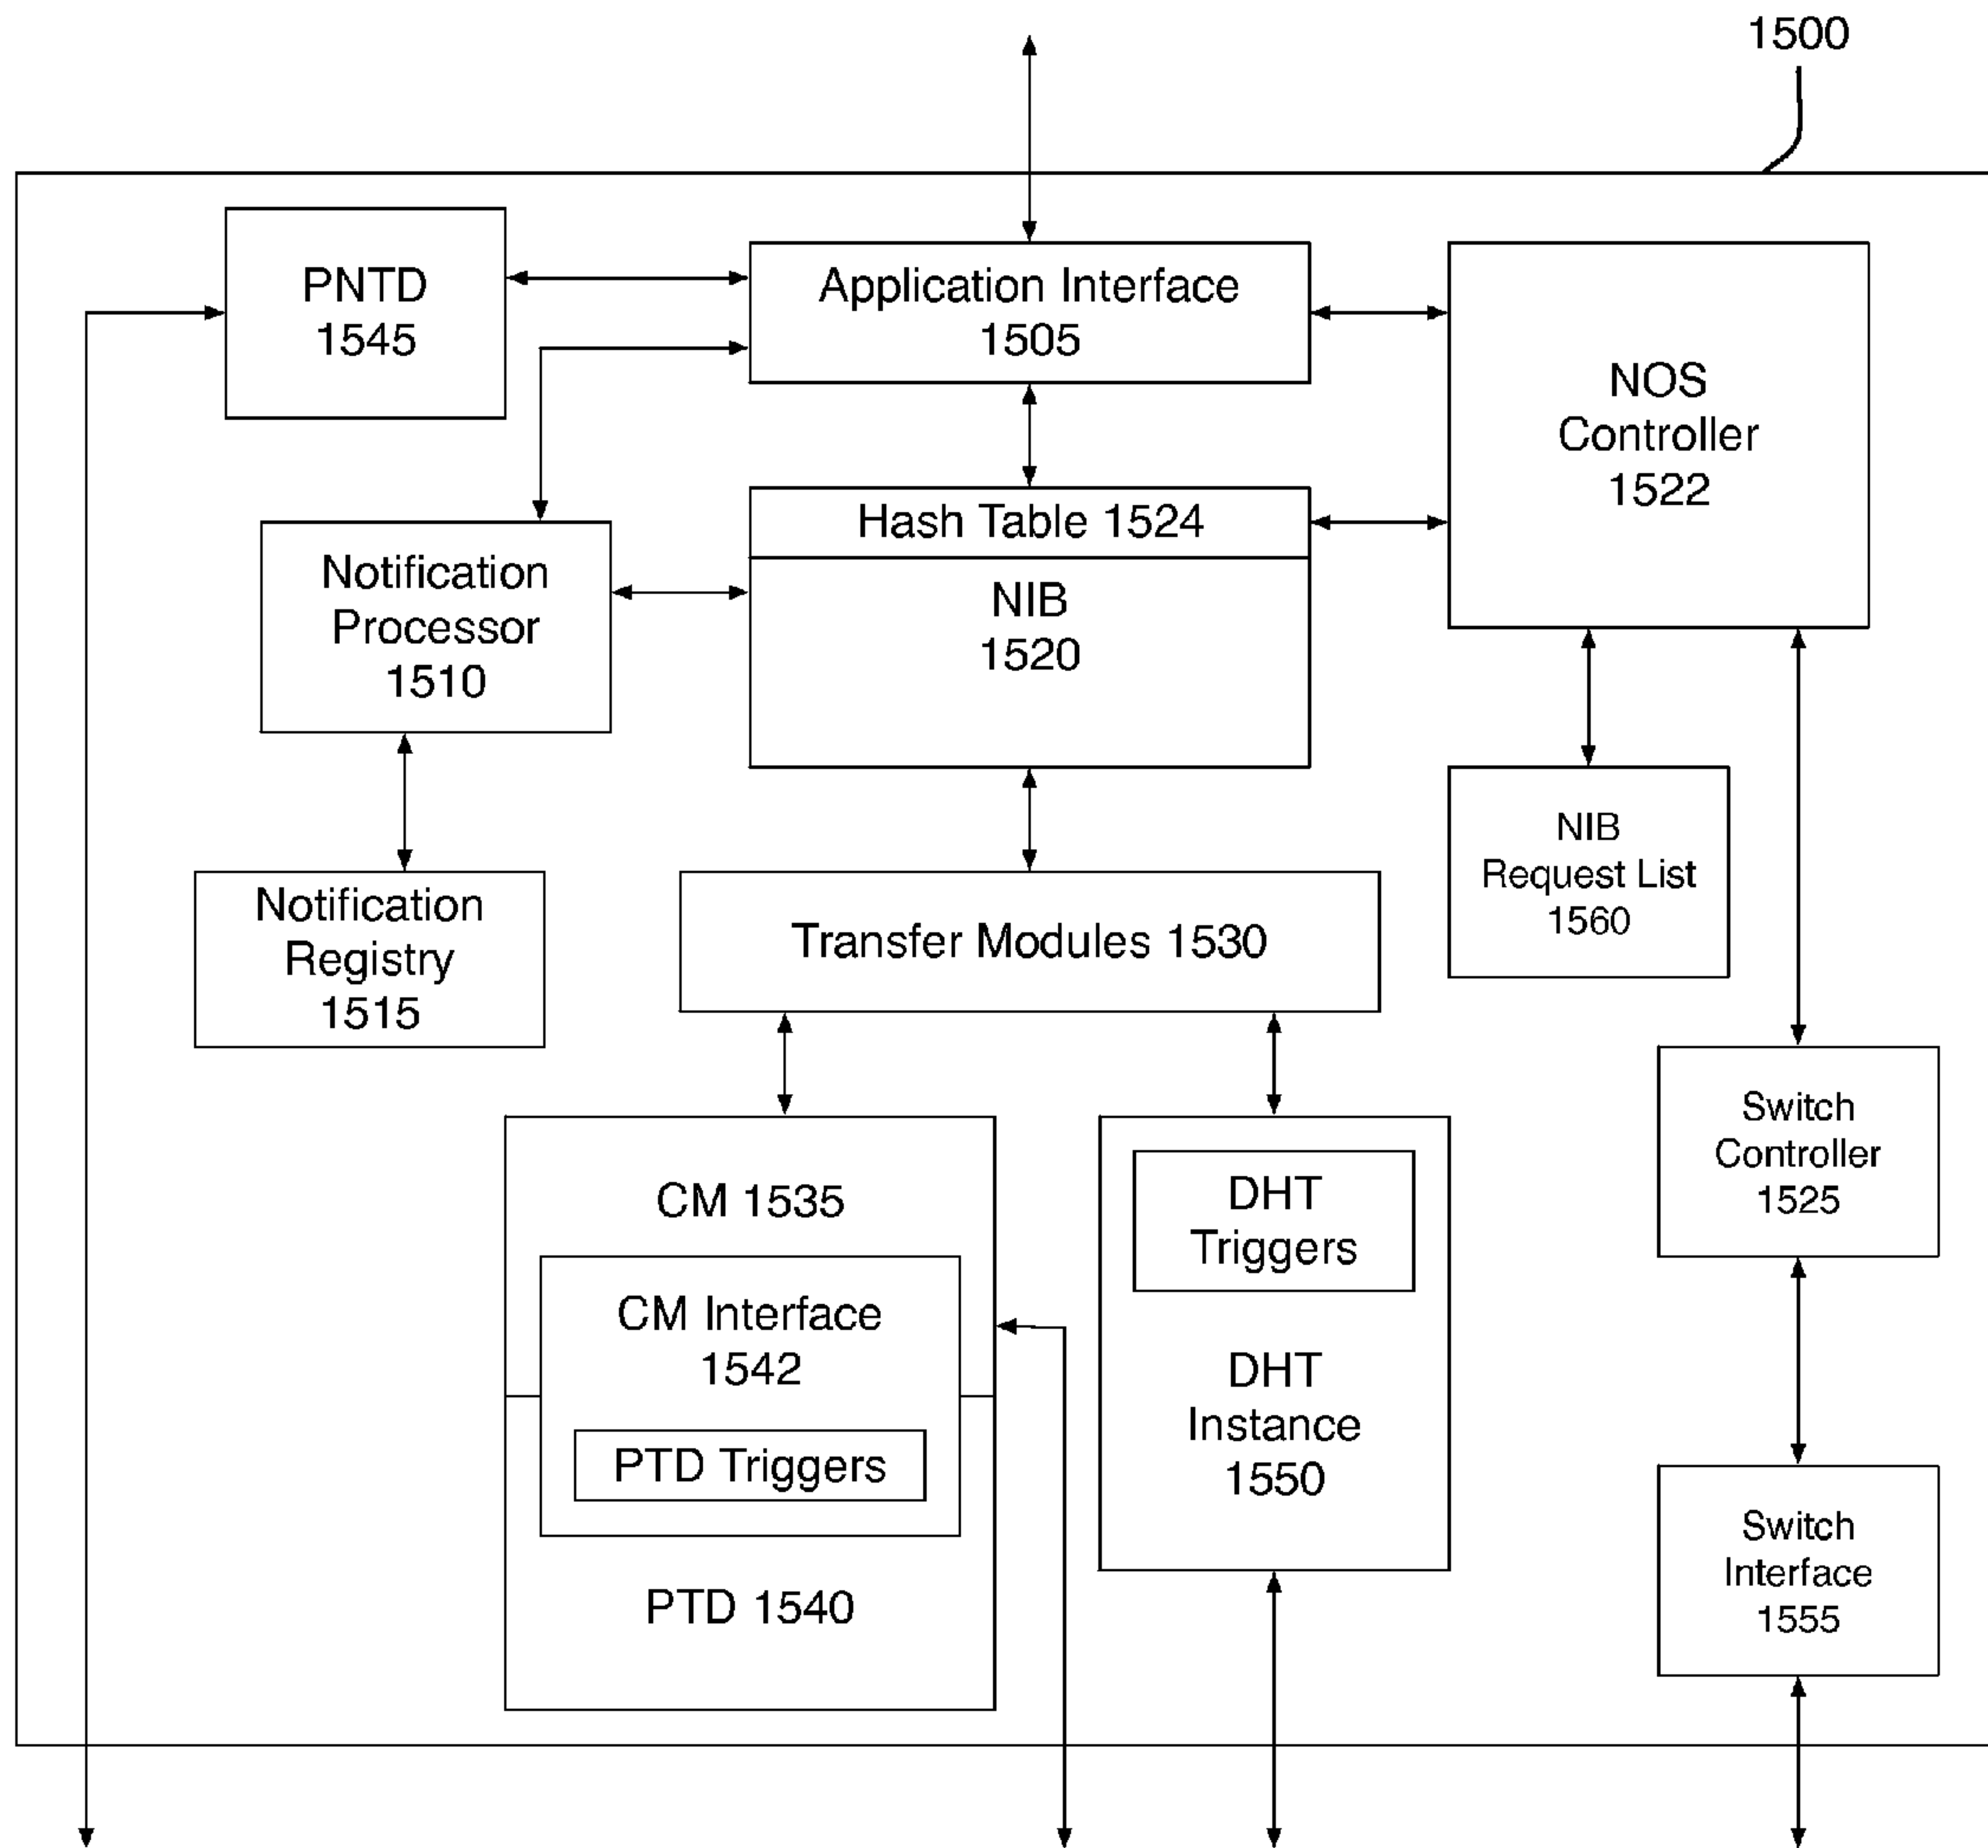 1500
PNTD
1545
Application Interface
1505
NOS
Controller
1522
Hash Table 1524
NIB
1520
Notification
Processor
1510
NIB
Request List
1560
Notification
Registry
1515
Transfer Modules 1530
Switch
Controller
1525
CM 1535
CM Interface
1542
PTD Triggers
PTD 1540
DHT
Triggers
DHT
Instance
1550
Switch
Interface
1555